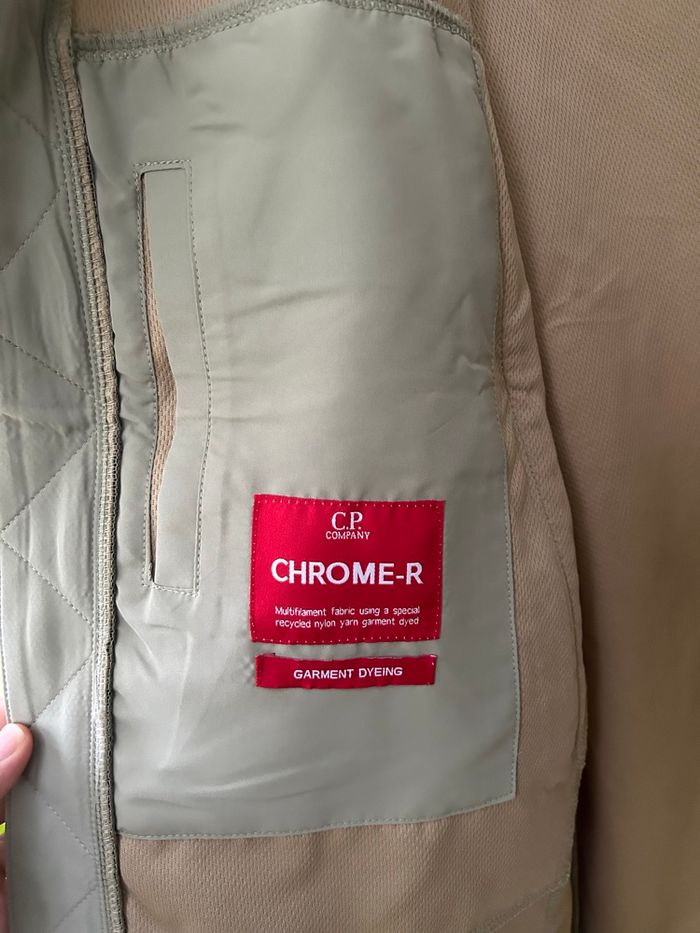 C.P.
COMPANY
CHROME-R
Multifilament fabric using a special
recycled nylon yarn garment dyed
GARMENT DYEING